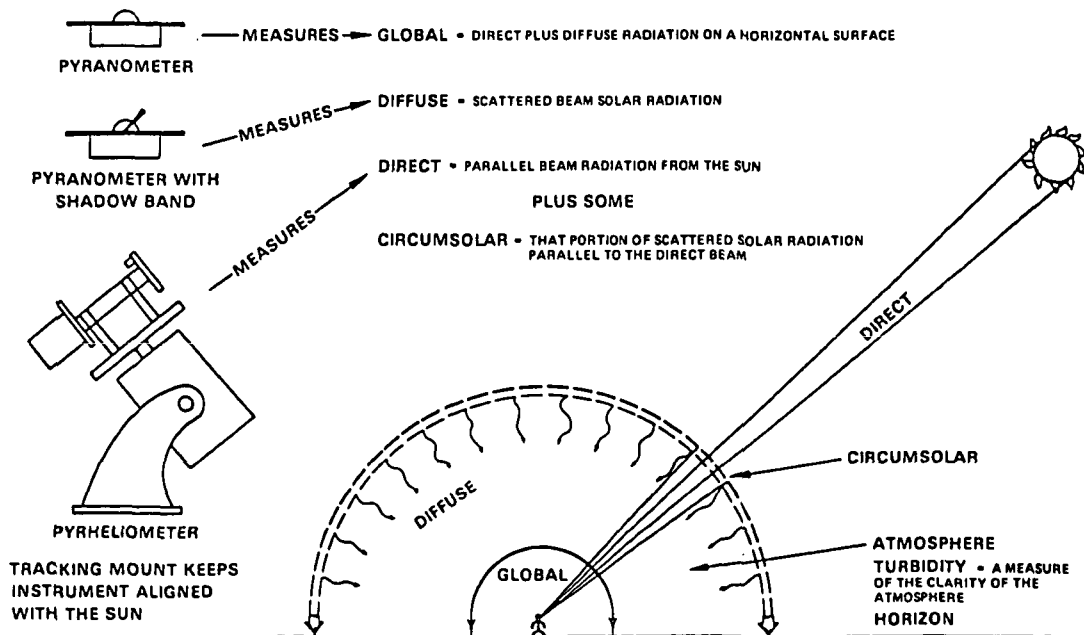 MEASURES GLOBAL = DIRECT PLUS DIFFUSE RADIATION ON A HORIZONTAL SURFACE
PYRANOMETER
MEASURES DIFFUSE = SCATTERED BEAM SOLAR RADIATION
PYRANOMETER WITH
SHADOW BAND
MEASURES DIRECT = PARALLEL BEAM RADIATION FROM THE SUN
PLUS SOME
CIRCUMSOLAR = THAT PORTION OF SCATTERED SOLAR RADIATION
PARALLEL TO THE DIRECT BEAM
DIRECT
CIRCUMSOLAR
DIFFUSE
PYRHELIOMETER
TRACKING MOUNT KEEPS
INSTRUMENT ALIGNED
WITH THE SUN
GLOBAL
ATMOSPHERE
TURBIDITY = A MEASURE
OF THE CLARITY OF THE
ATMOSPHERE
HORIZON